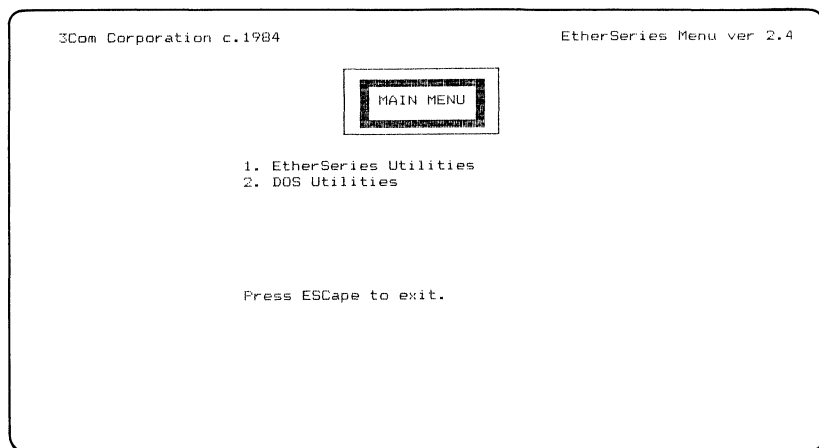 3Com Corporation c.1984
EtherSeries Menu ver 2.4
MAIN MENU
1. EtherSeries Utilities
2. DOS Utilities
Press ESCape to exit.